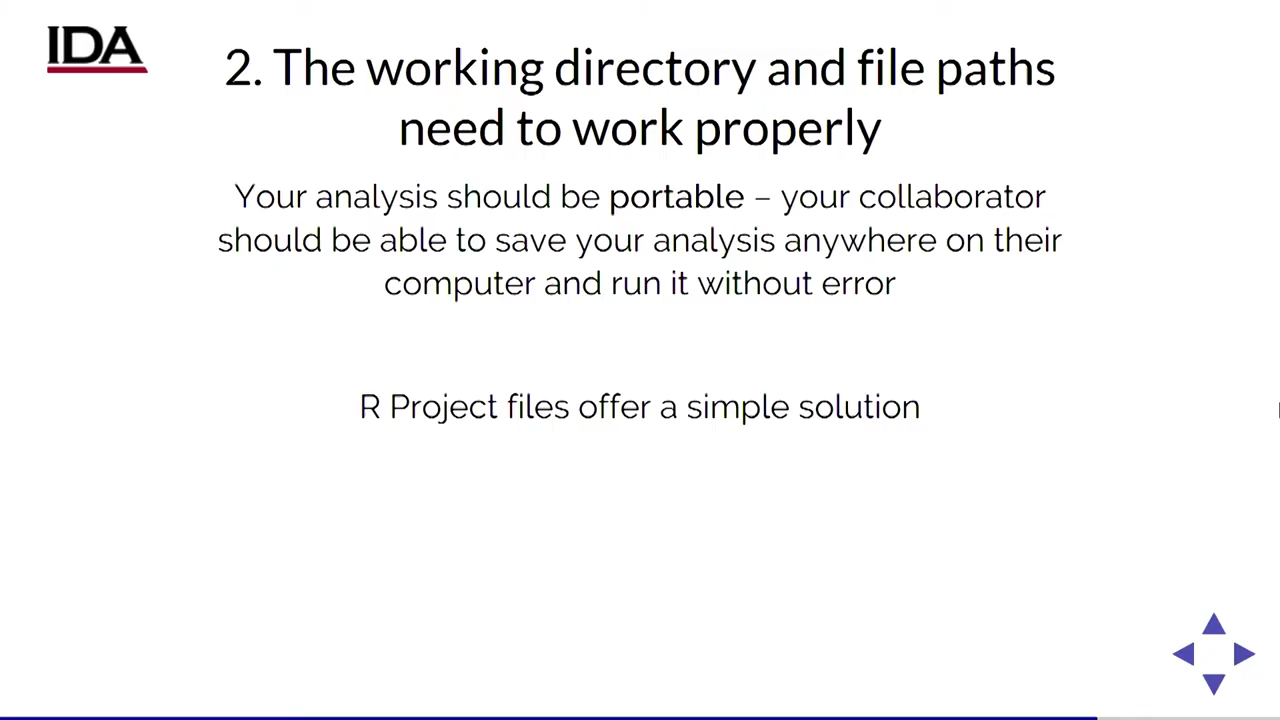 IDA
2. The working directory and file paths
need to work properly
Your analysis should be portable – your collaborator
should be able to save your analysis anywhere on their
computer and run it without error
R Project files offer a simple solution